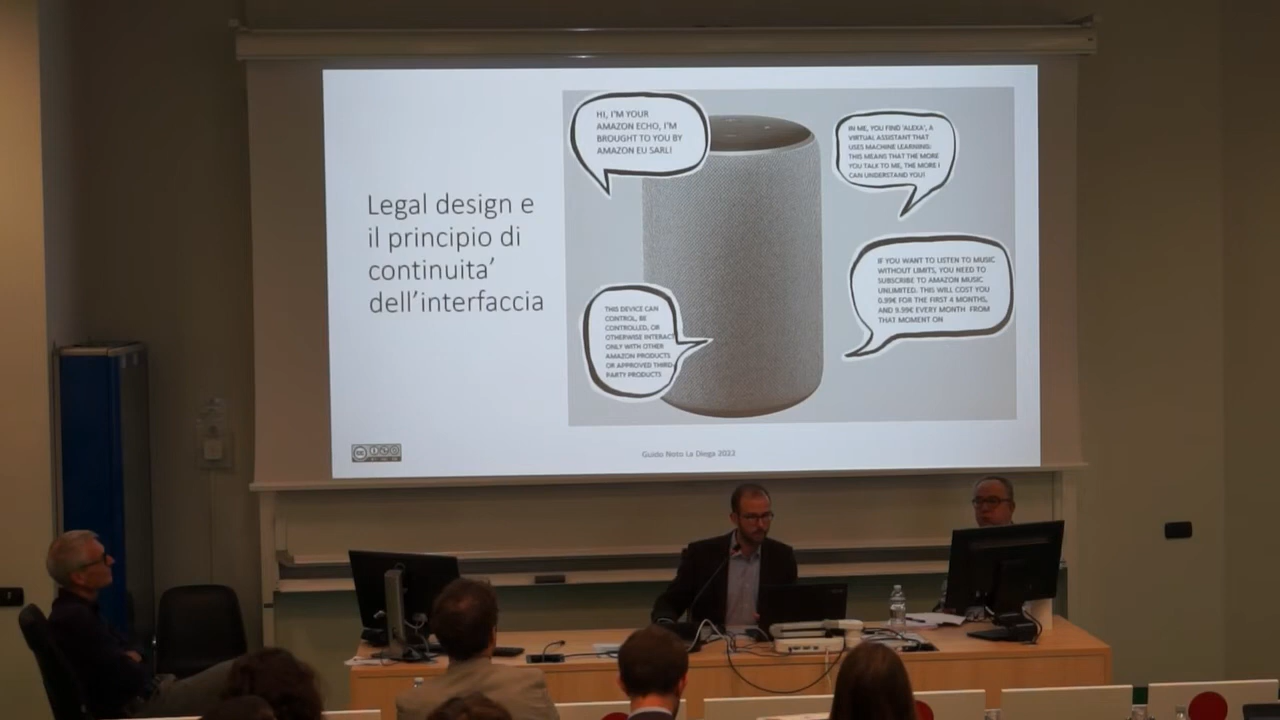 Legal design e
il principio di
continuita'
dell'interfaccia
HI, I'M YOUR
AMAZON ECHO, I'M
BROUGHT TO YOU BY
AMAZON EU SARL!
IN ME, YOU FIND 'ALEXA', A
VIRTUAL ASSISTANT THAT
USES MACHINE LEARNING:
THIS MEANS THAT THE MORE
YOU TALK TO ME, THE MORE I
CAN UNDERSTAND YOU!
THIS DEVICE CAN
CONTROL, BE
CONTROLLED, OR
OTHERWISE INTERACT
ONLY WITH OTHER
AMAZON PRODUCTS
OR APPROVED THIRD-
PARTY PRODUCTS
IF YOU WANT TO LISTEN TO MUSIC
WITHOUT LIMITS, YOU NEED TO
SUBSCRIBE TO AMAZON MUSIC
UNLIMITED. THIS WILL COST YOU
0.99€ FOR THE FIRST 4 MONTHS,
AND 9.99€ EVERY MONTH FROM
THAT MOMENT ON
Guido Noto La Diega 2022